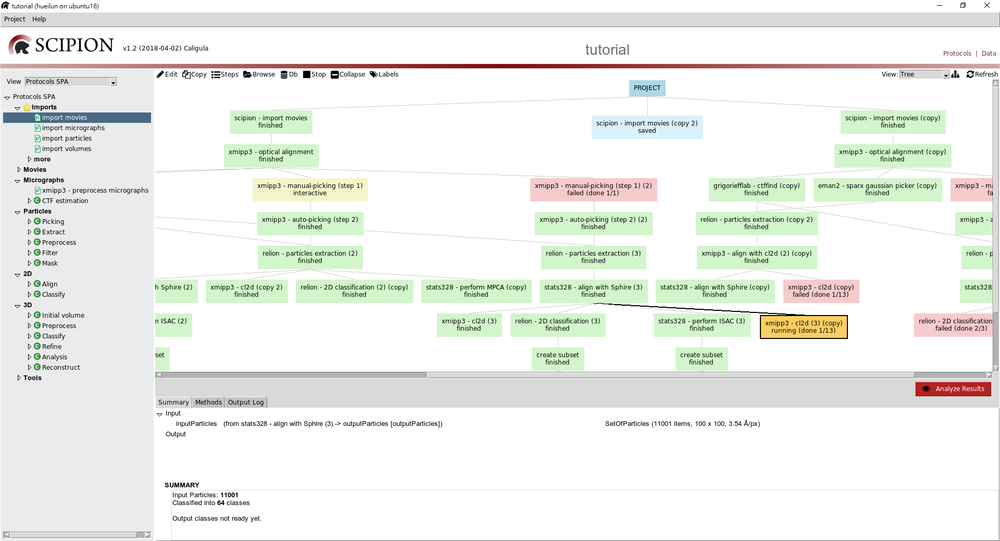 tutorial (hueilun on ubuntu16)
Project Help
SCIPION v1.2 (2018-04-02) Caligula
tutorial
Protocols | Data
View Protocols SPA
Protocols SPA
Imports
import movies
import micrographs
import particles
import volumes
more
Movies
Micrographs
xmipp3 - preprocess micrographs
CTF estimation
Particles
Picking
Extract
Preprocess
Filter
Mask
2D
Align
Classify
3D
Initial volume
Preprocess
Classify
Refine
Analysis
Reconstruct
Tools
Edit Copy Steps Browse Db Stop Collapse Labels
View: Tree Refresh
PROJECT
scipion - import movies
finished
scipion - import movies (copy 2)
saved
scipion - import movies (copy)
finished
xmipp3 - optical alignment
finished
xmipp3 - optical alignment (copy)
finished
xmipp3 - manual-picking (step 1)
interactive
xmipp3 - manual-picking (step 1) (2)
failed (done 1/1)
grigoriefflab - ctffind (copy)
finished
eman2 - sparx gaussian picker (copy)
finished
xmipp3 - ma
fa
xmipp3 - auto-picking (step 2)
finished
xmipp3 - auto-picking (step 2) (2)
finished
relion - particles extraction (copy 2)
finished
xmipp3 - a
relion - particles extraction (2)
finished
relion - particles extraction (3)
finished
xmipp3 - align with cl2d (2) (copy)
finished
relion - p
h Sphire (2)
finished
xmipp3 - cl2d (copy 2)
finished
relion - 2D classification (2) (copy)
finished
stats328 - perform MPCA (copy)
finished
stats328 - align with Sphire (3)
finished
stats328 - align with Sphire (copy)
finished
xmipp3 - cl2d (copy)
failed (done 1/13)
stats328
ISAC (2)
xmipp3 - cl2d (3)
finished
relion - 2D classification (3)
finished
stats328 - perform ISAC (3)
finished
xmipp3 - cl2d (3) (copy)
running (done 1/13)
relion - 2D classification
failed (done 2/3)
set
create subset
finished
create subset
finished
Analyze Results
Summary Methods Output Log
Input
inputParticles (from stats328 - align with Sphire (3) -> outputParticles [outputParticles]) SetOfParticles (11001 items, 100 x 100, 3.54 Å/px)
Output
SUMMARY
Input Particles: 11001
Classified into 64 classes
Output classes not ready yet.